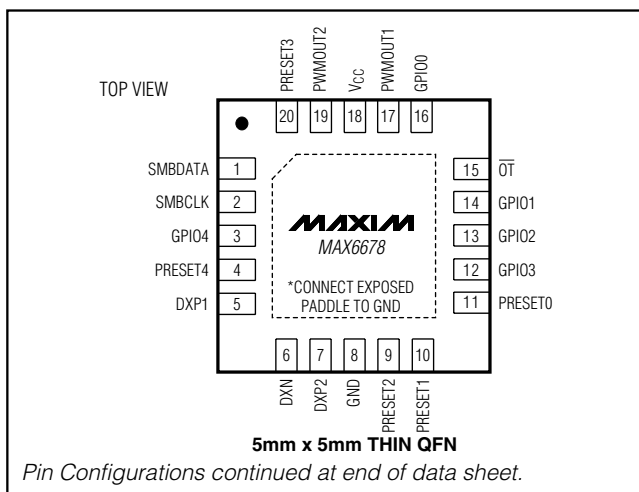 PRESET3
PWMOUT2
VCC
PWMOUT1
GPIO0
TOP VIEW
20
19
18
17
16
SMBDATA 1
SMBCLK 2
GPIO4 3
PRESET4 4
DXP1 5
15 OT
14 GPIO1
13 GPIO2
12 GPIO3
11 PRESET0
MAXIM
MAX6678
*CONNECT EXPOSED
PADDLE TO GND
6
7
8
9
10
DXN
DXP2
GND
PRESET2
PRESET1
5mm x 5mm THIN QFN
Pin Configurations continued at end of data sheet.